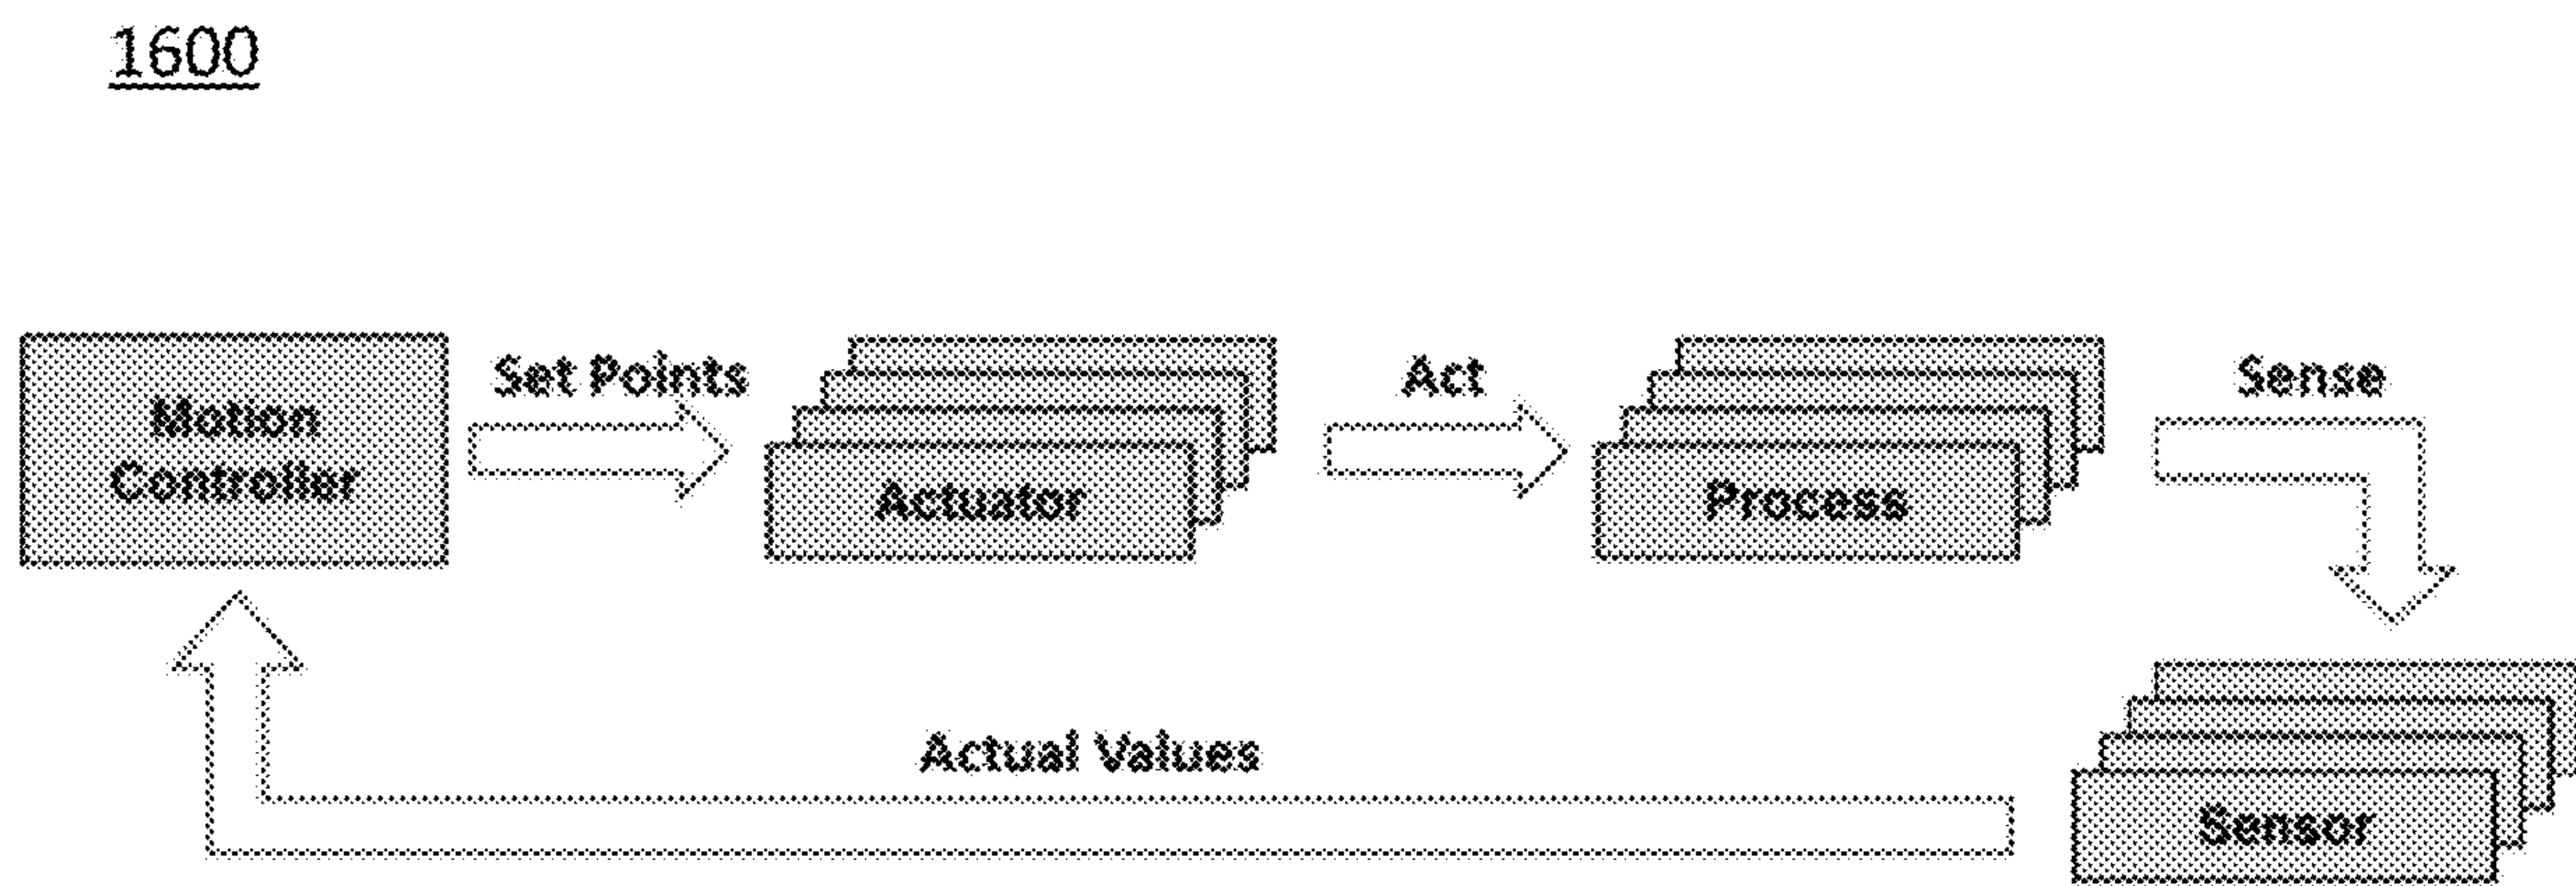 1600
Set Points
Act
Sense
Motion
Controller
Actuator
Process
Actual Values
Sensor